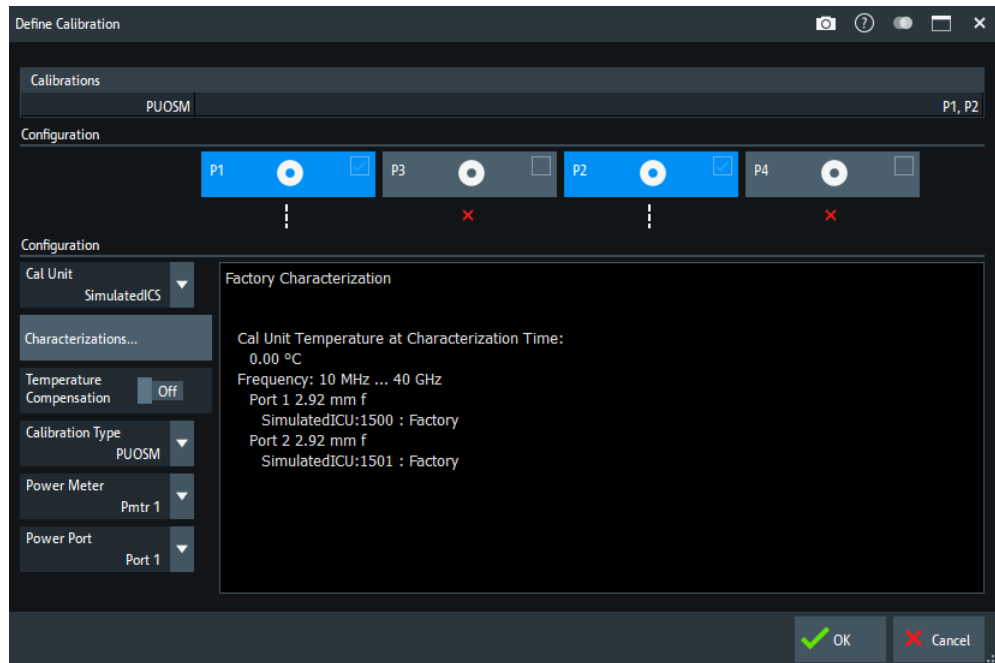 Define Calibration
Calibrations
PUOSM P1, P2
Configuration
P1 P3 P2 P4
Configuration
Cal Unit
SimulatedICS
Characterizations...
Temperature
Compensation Off
Calibration Type
PUOSM
Power Meter
Pmtr 1
Power Port
Port 1
Factory Characterization
Cal Unit Temperature at Characterization Time:
0.00 ºC
Frequency: 10 MHz ... 40 GHz
Port 1 2.92 mm f
SimulatedICU:1500 : Factory
Port 2 2.92 mm f
SimulatedICU:1501 : Factory
OK Cancel